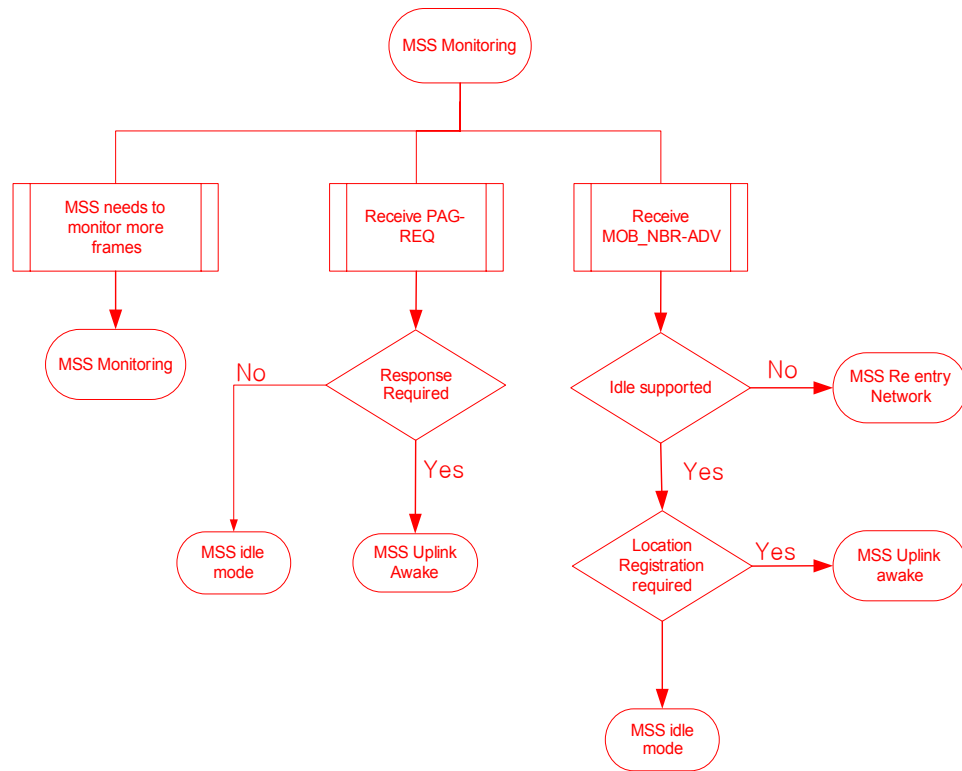 MSS Monitoring
MSS needs to
monitor more
frames
Receive PAG-
REQ
Receive
MOB_NBR-ADV
MSS Monitoring
No
Response
Required
Idle supported
No
MSS Re entry
Network
Yes
Yes
MSS idle
mode
MSS Uplink
Awake
Location
Registration
required
Yes
MSS Uplink
awake
MSS idle
mode